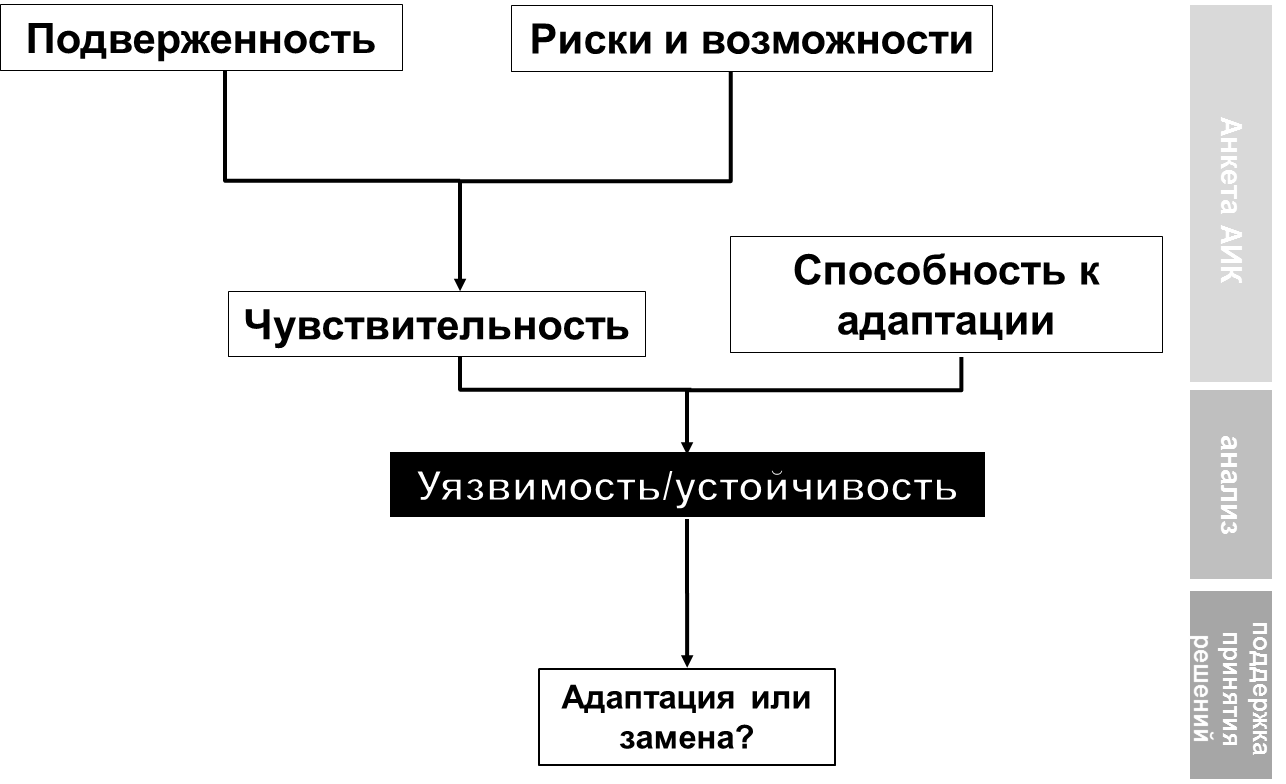 Подверженность
Риски и возможности
Способность к
адаптации
Чувствительность
Уязвимость/устойчивость
Адаптация или
замена?
Анкета АИК
анализ
поддержка
принятия
решений